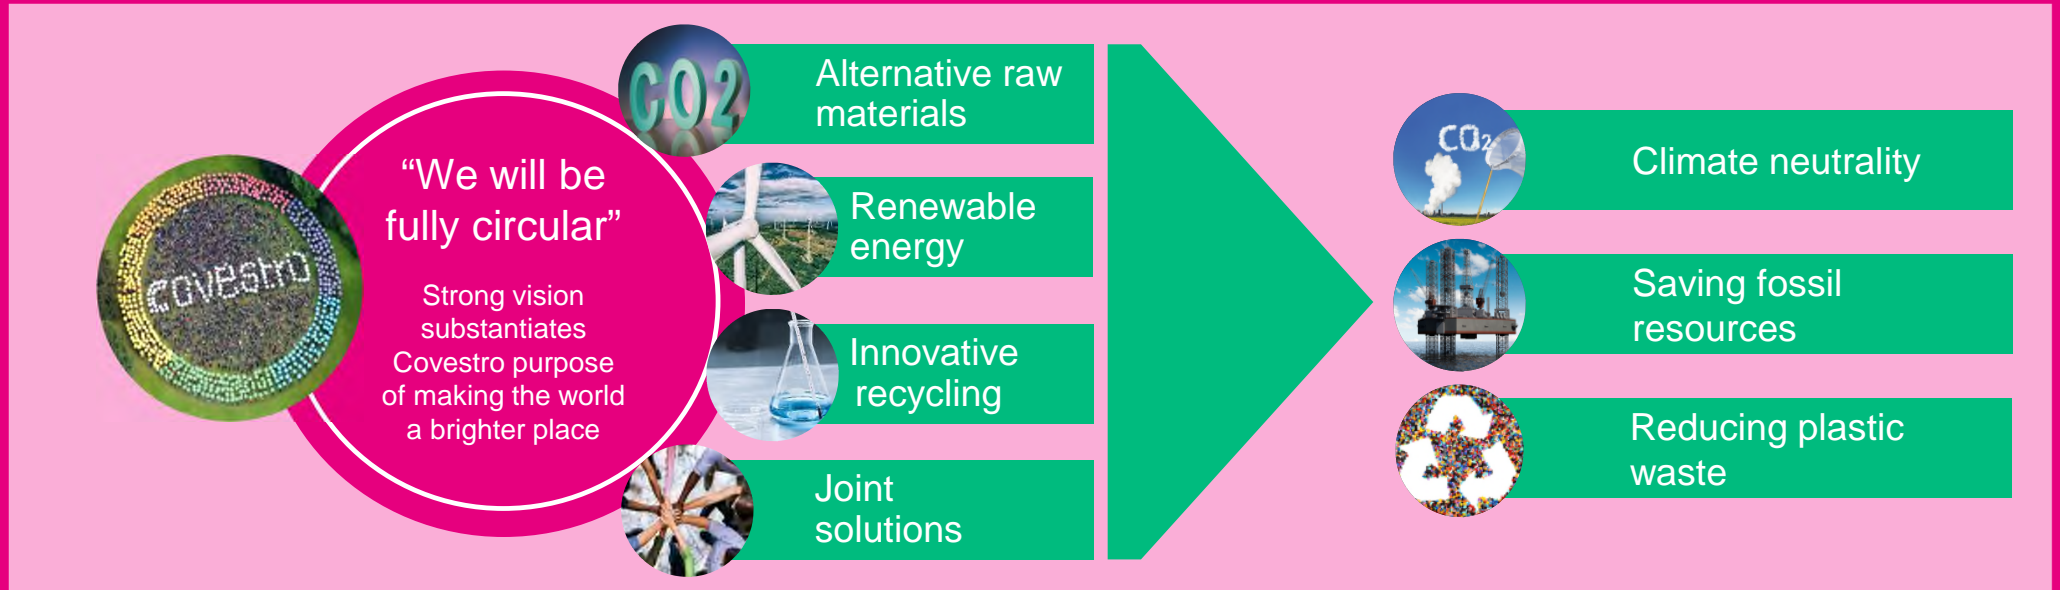 covestro
“We will be
fully circular”
Strong vision
substantiates
Covestro purpose
of making the world
a brighter place
CO2
Alternative raw
materials
Renewable
energy
Innovative
recycling
Joint
solutions
CO2
Climate neutrality
Saving fossil
resources
Reducing plastic
waste